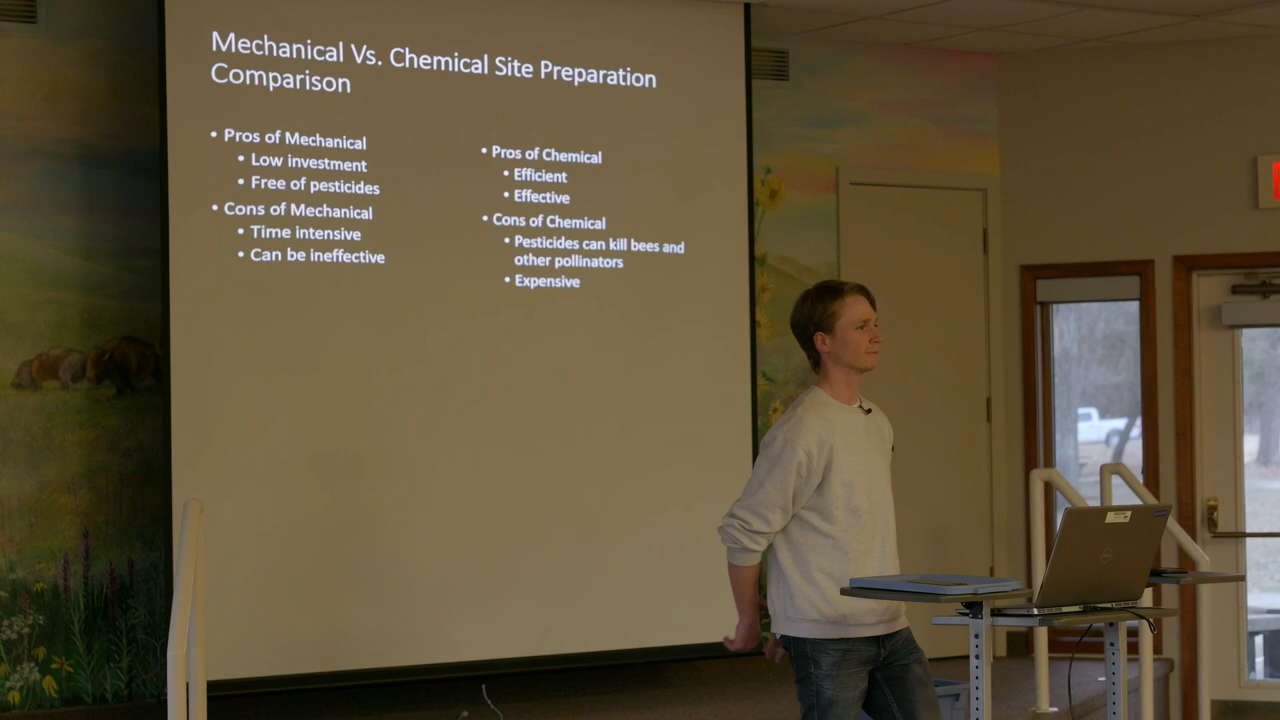 Mechanical Vs. Chemical Site Preparation
Comparison
• Pros of Mechanical
• Low investment
• Free of pesticides
• Cons of Mechanical
• Time intensive
• Can be ineffective
• Pros of Chemical
• Efficient
• Effective
• Cons of Chemical
• Pesticides can kill bees and
other pollinators
• Expensive